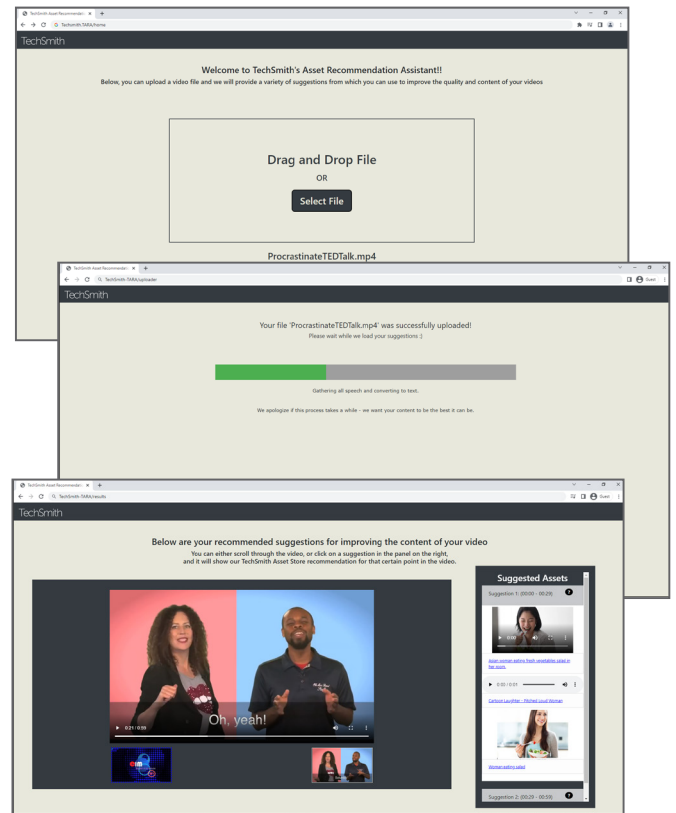 TechSmith Asset Recommendation
Techsmith.TARA/home
TechSmith
Welcome to TechSmith's Asset Recommendation Assistant!!
Below, you can upload a video file and we will provide a variety of suggestions from which you can use to improve the quality and content of your videos
Drag and Drop File
OR
Select File
ProcrastinateTEDTalk.mp4
TechSmith Asset Recommendation
TechSmith-TARA/uploader
Guest
TechSmith
Your file 'ProcrastinateTEDTalk.mp4' was successfully uploaded!
Please wait while we load your suggestions :)
Gathering all speech and converting to text.
We apologize if this process takes a while - we want your content to be the best it can be.
TechSmith Asset Recommendation
TechSmith-TARA/results
Guest
TechSmith
Below are your recommended suggestions for improving the content of your video
You can either scroll through the video, or click on a suggestion in the panel on the right,
and it will show our TechSmith Asset Store recommendation for that certain point in the video.
Oh, yeah!
0:21 / 0:59
eim
Suggested Assets
Suggestion 1: (00:00 - 00:29)
?
0:00
Asian woman eating fresh vegetables salad in
the room.
0:00 / 0:01
Cartoon Laughter - Pitched Loud Woman
Woman eating salad
Suggestion 2: (00:29 - 00:59)
?